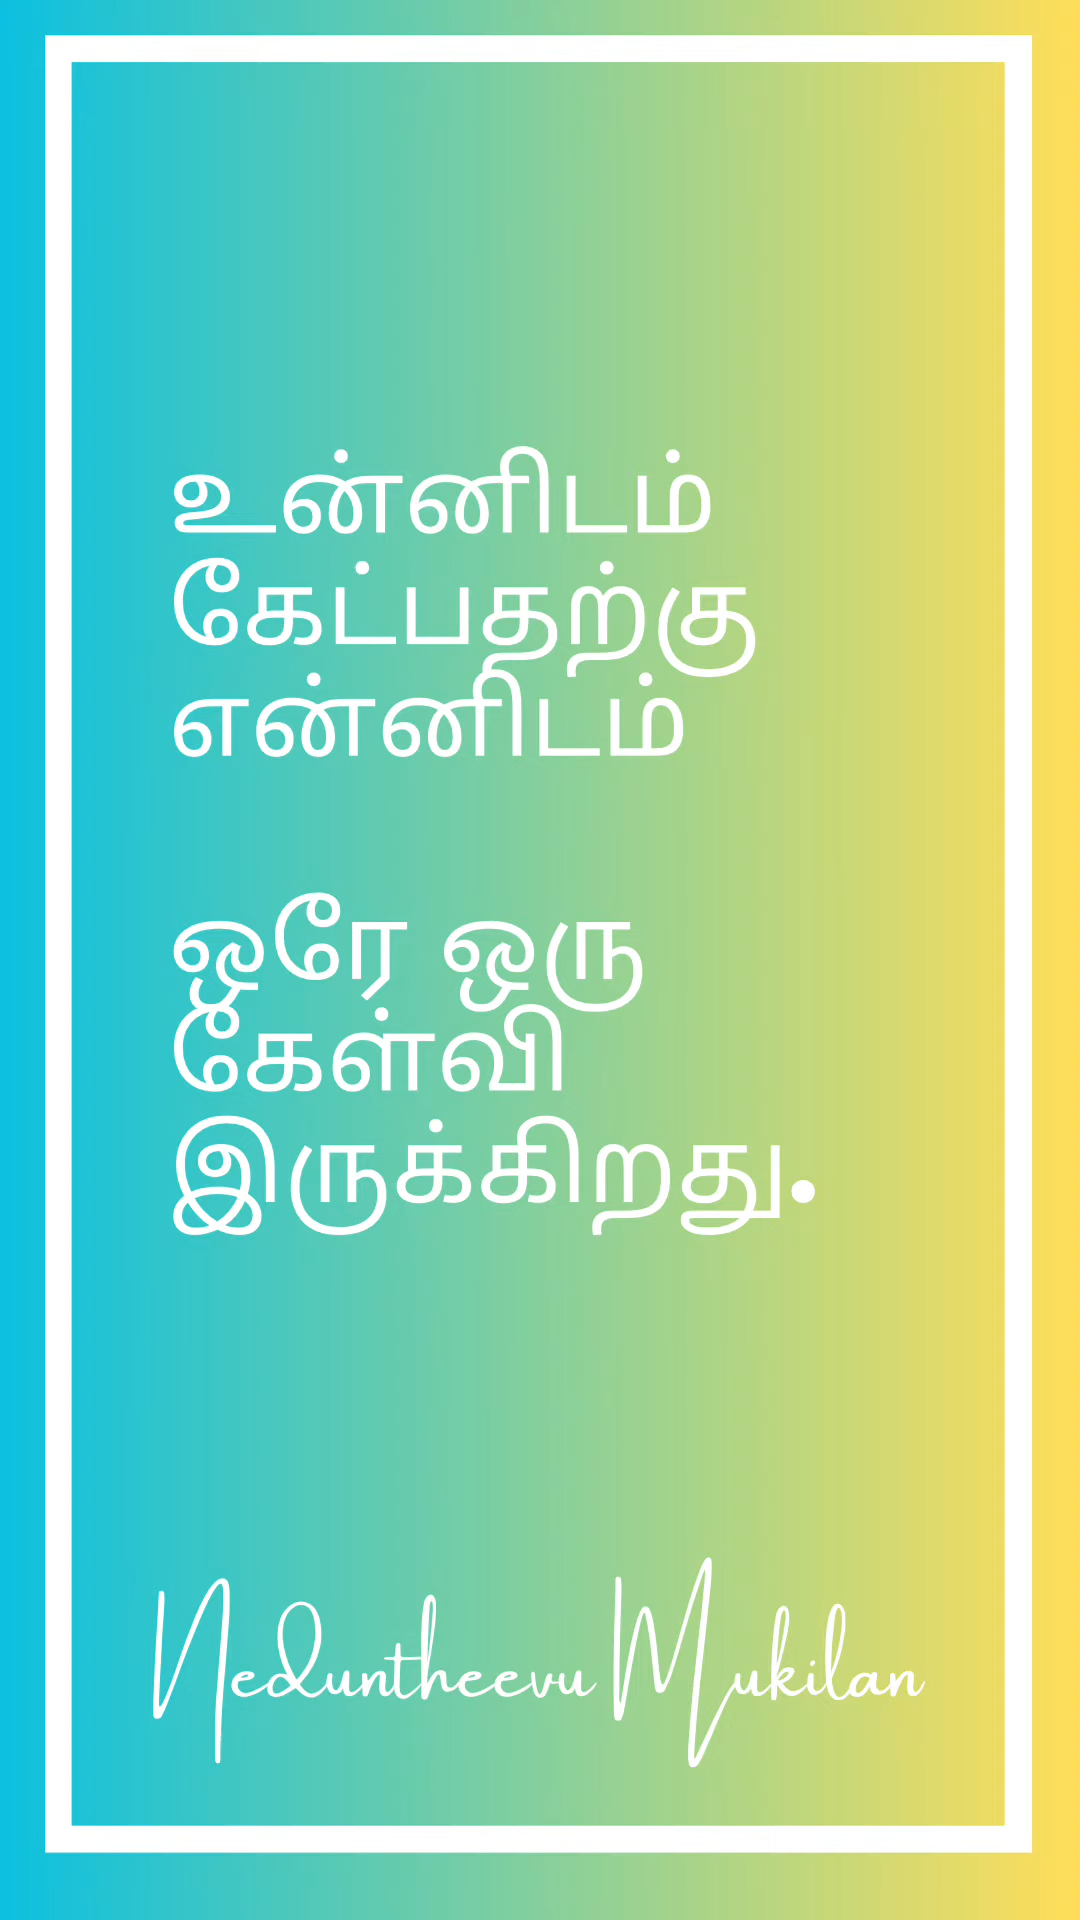 உன்னிடம்
கேட்பதற்கு
என்னிடம்
ஒரே ஒரு
கேள்வி
இருக்கிறது.
Neduntheevu Mukilan